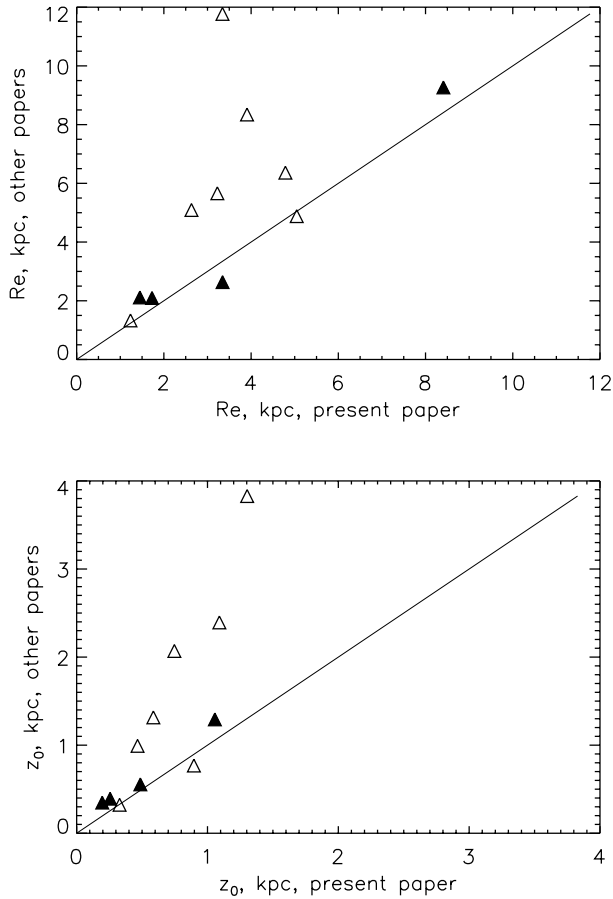 12
10
8
6
4
2
0
Re, kpc, other papers
0 2 4 6 8 10 12
Re, kpc, present paper
4
3
2
1
0
z₀, kpc, other papers
0 1 2 3 4
z₀, kpc, present paper